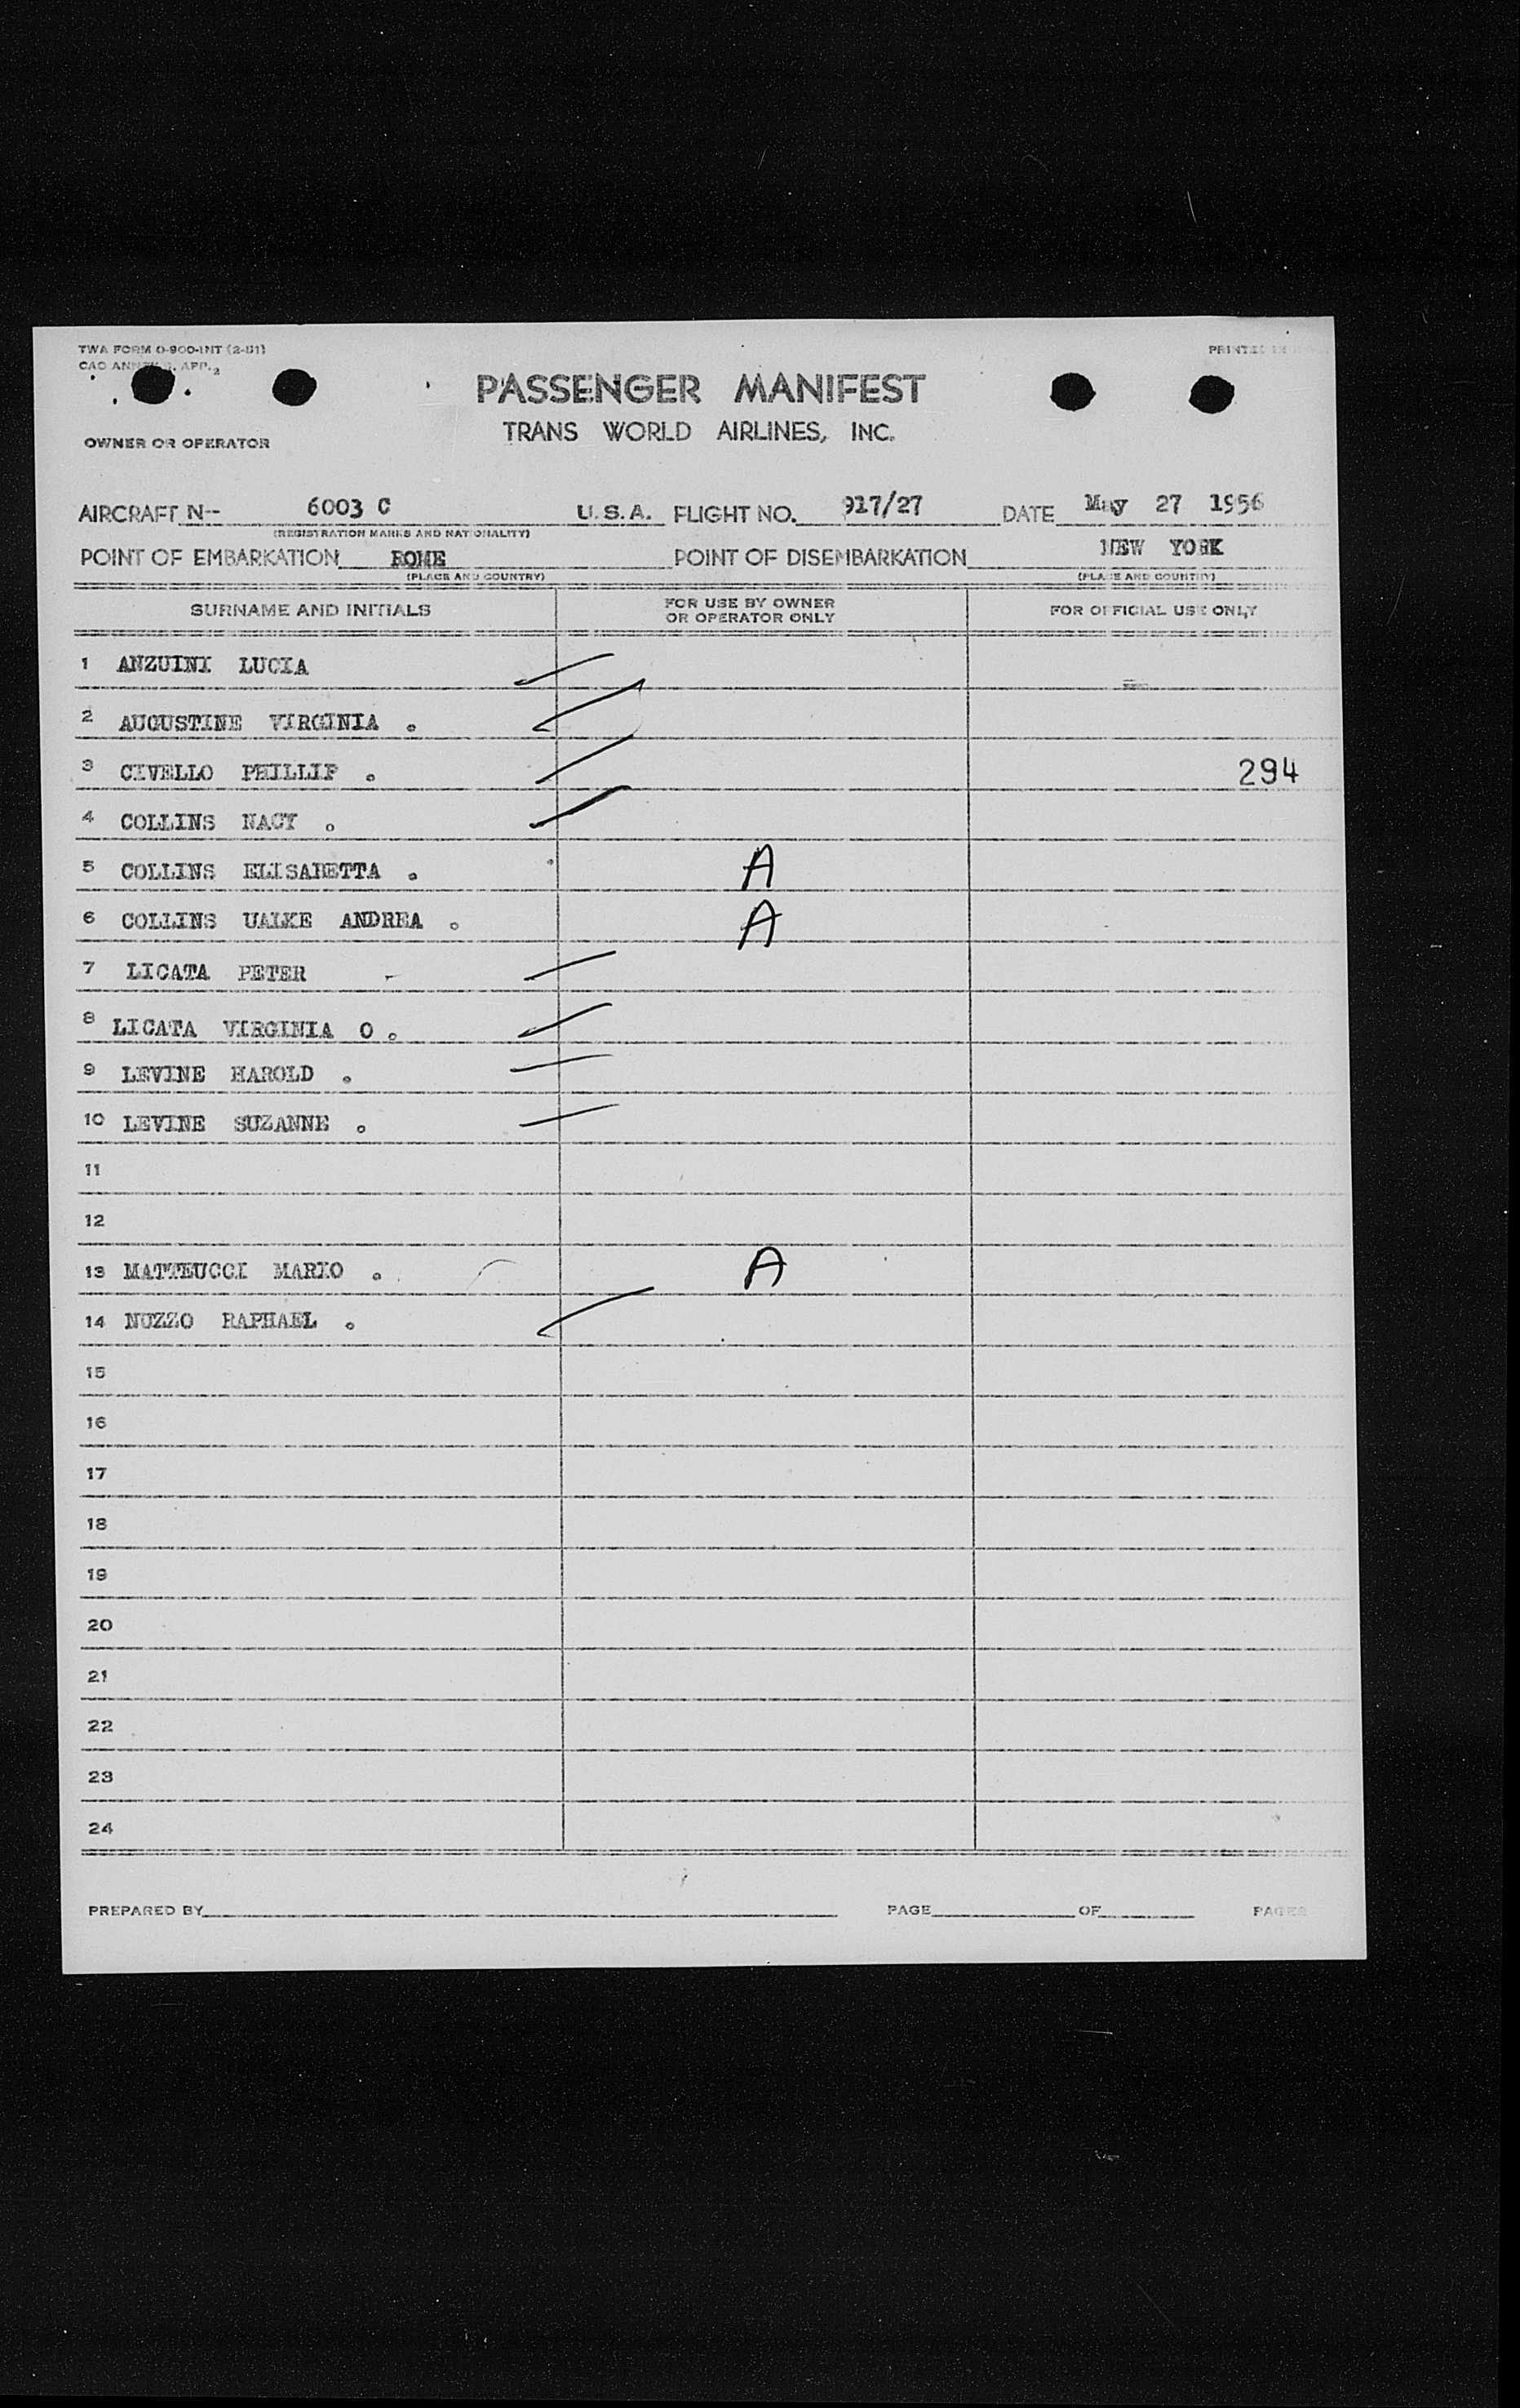 TWA FORM O-900-INT (2-51)
PRINTED IN
PASSENGER MANIFEST
TRANS WORLD AIRLINES, INC.
OWNER OR OPERATOR
AIRCRAFT N-- 6003 C U.S.A. FLIGHT NO. 917/27 DATE May 27 1956
(REGISTRATION MARKS AND NATIONALITY)
POINT OF EMBARKATION ROME POINT OF DISEMBARKATION NEW YORK
(PLACE AND COUNTRY) (PLACE AND COUNTRY)
SURNAME AND INITIALS FOR USE BY OWNER OR OPERATOR ONLY FOR OFFICIAL USE ONLY
1 ANZUINI LUCIA
2 AUGUSTINE VIRGINIA .
3 CIVELLO PHILLIP . 294
4 COLLINS NACY .
5 COLLINS ELISABETTA . A
6 COLLINS UALKE ANDREA . A
7 LICATA PETER -
8 LICATA VIRGINIA O .
9 LEVINE HAROLD .
10 LEVINE SUZANNE .
11
12
13 MATTEUCCI MARIO . A
14 NUZZO RAPHAEL .
15
16
17
18
19
20
21
22
23
24
PREPARED BY PAGE OF PAGES